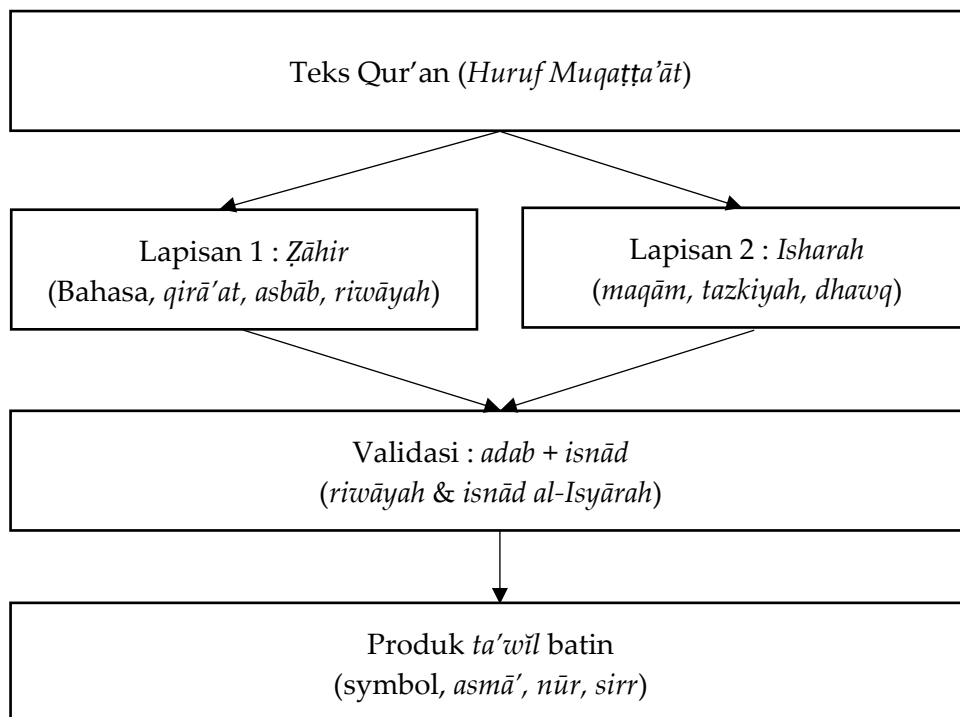 Teks Qur’an (Huruf Muqaṭṭa’āt)
Lapisan 1 : Ẓāhir
(Bahasa, qirā’at, asbāb, riwāyah)
Lapisan 2 : Isharah
(maqām, tazkiyah, dhawq)
Validasi : adab + isnād
(riwāyah & isnād al-Isyārah)
Produk ta’wĭl batin
(symbol, asmā’, nūr, sirr)